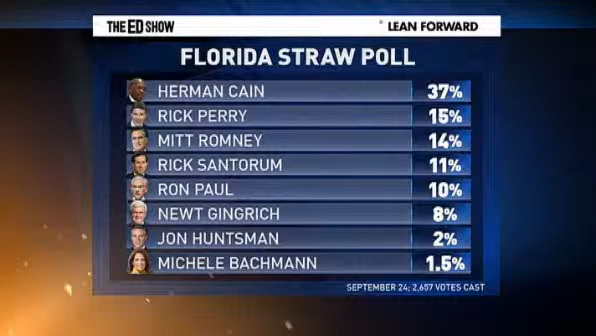 THE ED SHOW
LEAN FORWARD
FLORIDA STRAW POLL
HERMAN CAIN 37%
RICK PERRY 15%
MITT ROMNEY 14%
RICK SANTORUM 11%
RON PAUL 10%
NEWT GINGRICH 8%
JON HUNTSMAN 2%
MICHELE BACHMANN 1.5%
SEPTEMBER 24; 2,657 VOTES CAST